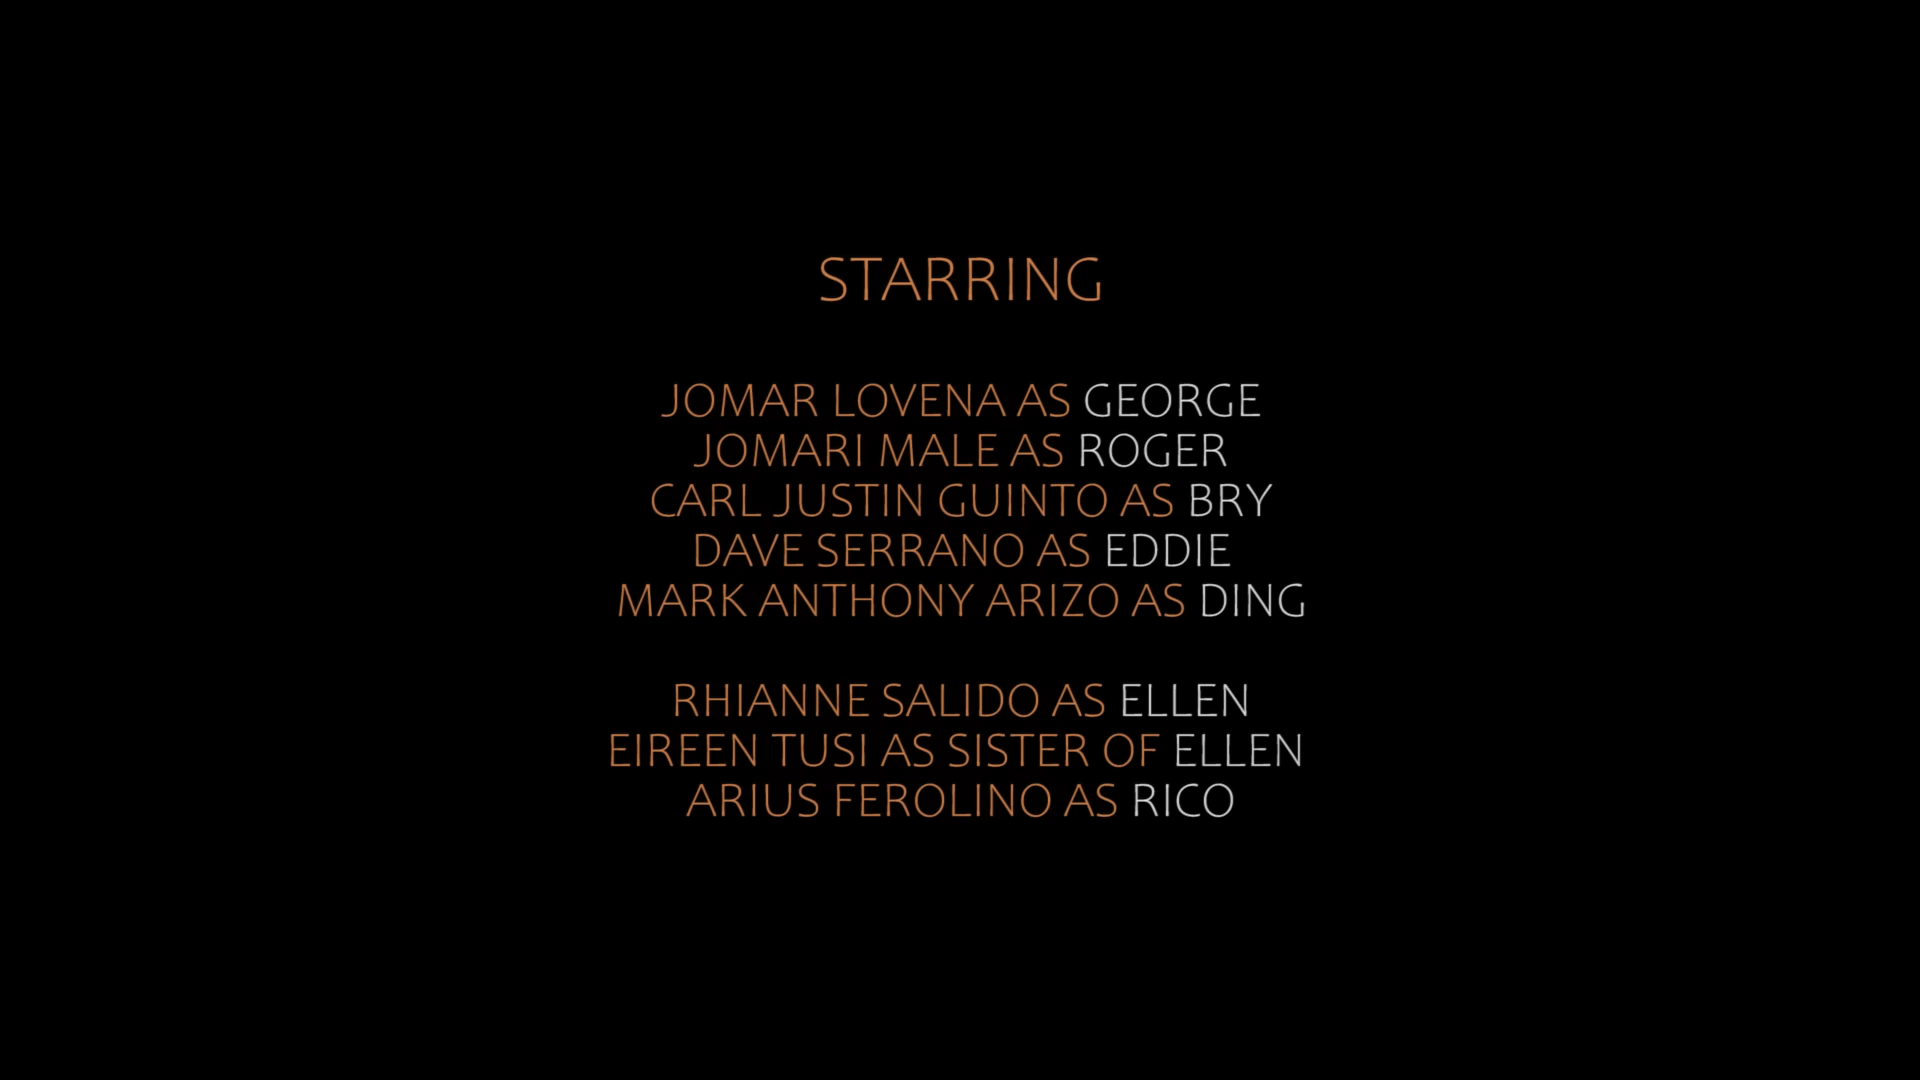 STARRING
JOMAR LOVENA AS GEORGE
JOMARI MALE AS ROGER
CARL JUSTIN GUINTO AS BRY
DAVE SERRANO AS EDDIE
MARK ANTHONY ARIZO AS DING
RHIANNE SALIDO AS ELLEN
EIREEN TUSI AS SISTER OF ELLEN
ARIUS FEROLINO AS RICO